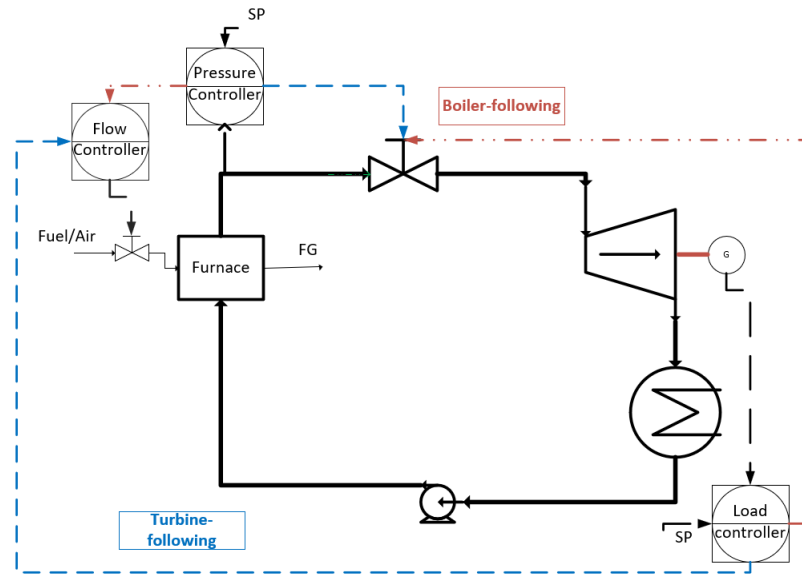 SP
Pressure
Controller
Boiler-following
Flow
Controller
Fuel/Air
Furnace
FG
G
Turbine-
following
SP
Load
controller